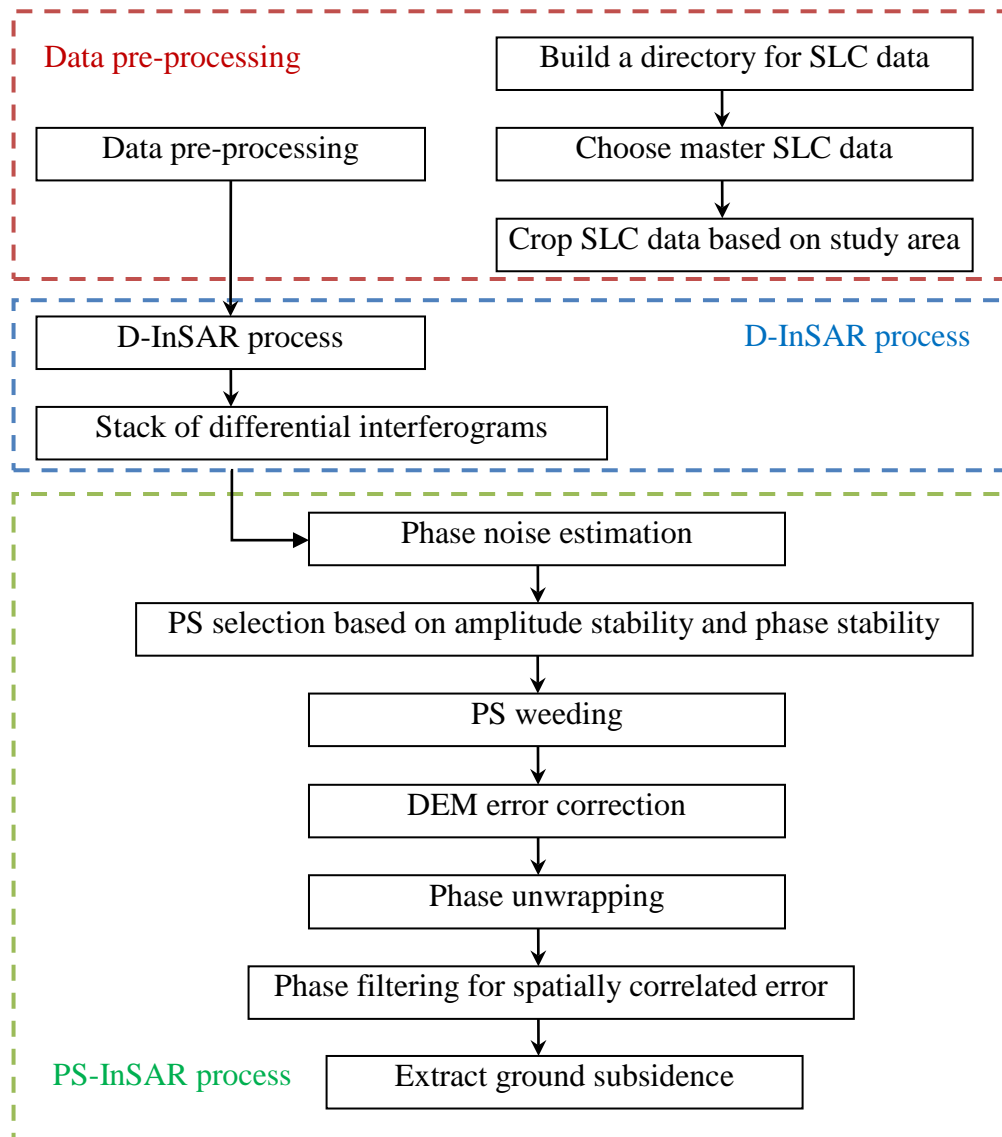 Data pre-processing
Build a directory for SLC data
Data pre-processing
Choose master SLC data
Crop SLC data based on study area
D-InSAR process
D-InSAR process
Stack of differential interferograms
Phase noise estimation
PS selection based on amplitude stability and phase stability
PS weeding
DEM error correction
Phase unwrapping
Phase filtering for spatially correlated error
PS-InSAR process
Extract ground subsidence